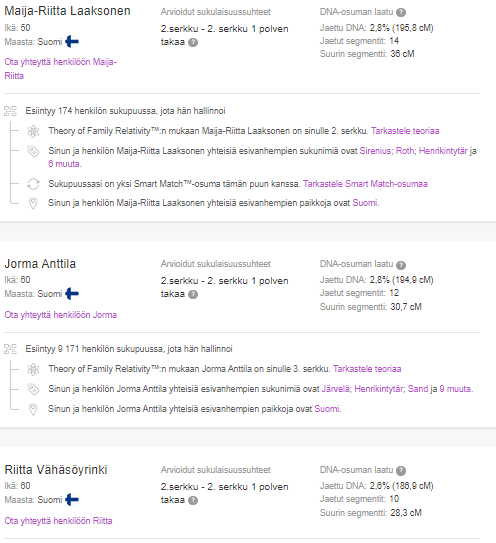 Maija-Riitta Laaksonen
Ikä: 50
Maasta: Suomi
Ota yhteyttä henkilöön Maija-
Riitta
Arvioidut sukulaisuussuhteet
2.serkku - 2. serkku 1 polven
takaa ?
DNA-osuman laatu ?
Jaettu DNA: 2,8% (195,8 cM)
Jaetut segmentit: 14
Suurin segmentti: 36 cM
Esiintyy 174 henkilön sukupuussa, jota hän hallinnoi
Theory of Family Relativity™:n mukaan Maija-Riitta Laaksonen on sinulle 2. serkku. Tarkastele teoriaa
Sinun ja henkilön Maija-Riitta Laaksonen yhteisiä esivanhempien sukunimiä ovat Sirenius; Roth; Henrikintytär ja
6 muuta.
Sukupuussasi on yksi Smart Match™-osuma tämän puun kanssa. Tarkastele Smart Match-osumaa
Sinun ja henkilön Maija-Riitta Laaksonen yhteisiä esivanhempien paikkoja ovat Suomi.
Jorma Anttila
Ikä: 60
Maasta: Suomi
Ota yhteyttä henkilöön Jorma
Arvioidut sukulaisuussuhteet
2.serkku - 2. serkku 1 polven
takaa ?
DNA-osuman laatu ?
Jaettu DNA: 2,8% (194,9 cM)
Jaetut segmentit: 12
Suurin segmentti: 30,7 cM
Esiintyy 9 171 henkilön sukupuussa, jota hän hallinnoi
Theory of Family Relativity™:n mukaan Jorma Anttila on sinulle 3. serkku. Tarkastele teoriaa
Sinun ja henkilön Jorma Anttila yhteisiä esivanhempien sukunimiä ovat Järvelä; Henrikintytär; Sand ja 9 muuta.
Sinun ja henkilön Jorma Anttila yhteisiä esivanhempien paikkoja ovat Suomi.
Riitta Vähäsöyrinki
Ikä: 60
Maasta: Suomi
Ota yhteyttä henkilöön Riitta
Arvioidut sukulaisuussuhteet
2.serkku - 2. serkku 1 polven
takaa ?
DNA-osuman laatu ?
Jaettu DNA: 2,6% (186,9 cM)
Jaetut segmentit: 10
Suurin segmentti: 28,3 cM